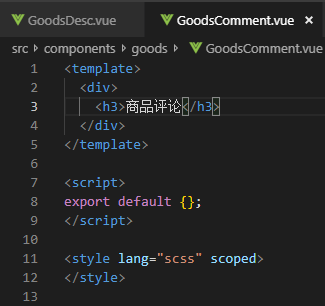 GoodsDesc.vue GoodsComment.vue ×
src > components > goods > GoodsComment.vue
1 <template>
2 <div>
3 <h3>商品评论</h3>
4 </div>
5 </template>
6
7 <script>
8 export default {};
9 </script>
10
11 <style lang="scss" scoped>
12 </style>
13